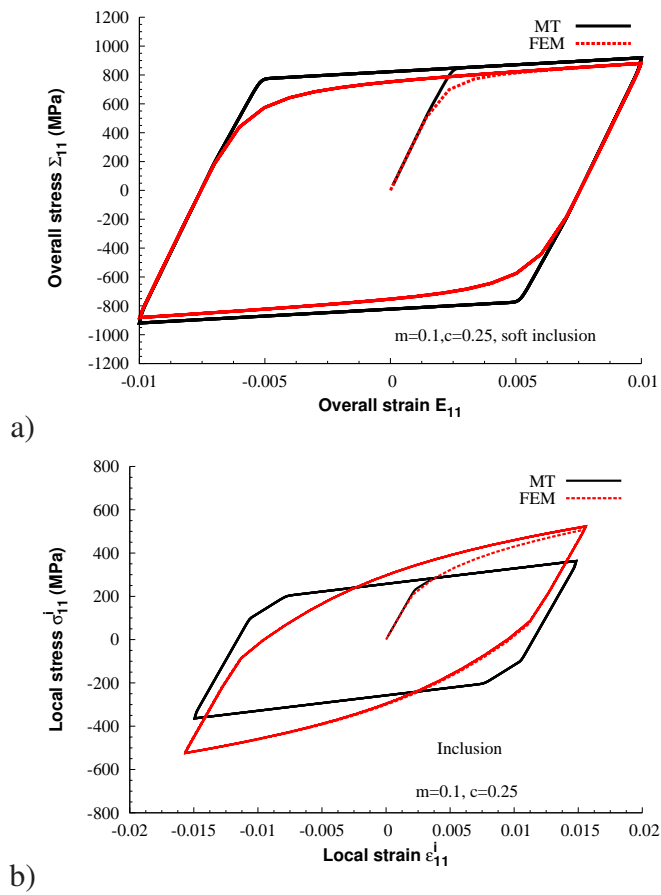 1200
1000
800
600
400
200
0
-200
-400
-600
-800
-1000
1200
Overall stress Σ11 (MPa)
MT
FEM
m=0.1,c=0.25, soft inclusion
-0.01 -0.005 0 0.005 0.01
Overall strain E11
a)
800
600
400
200
0
-200
-400
-600
-800
Local stress σ11^i (MPa)
MT
FEM
Inclusion
m=0.1, c=0.25
-0.02 -0.015 -0.01 -0.005 0 0.005 0.01 0.015 0.02
Local strain ε11^i
b)